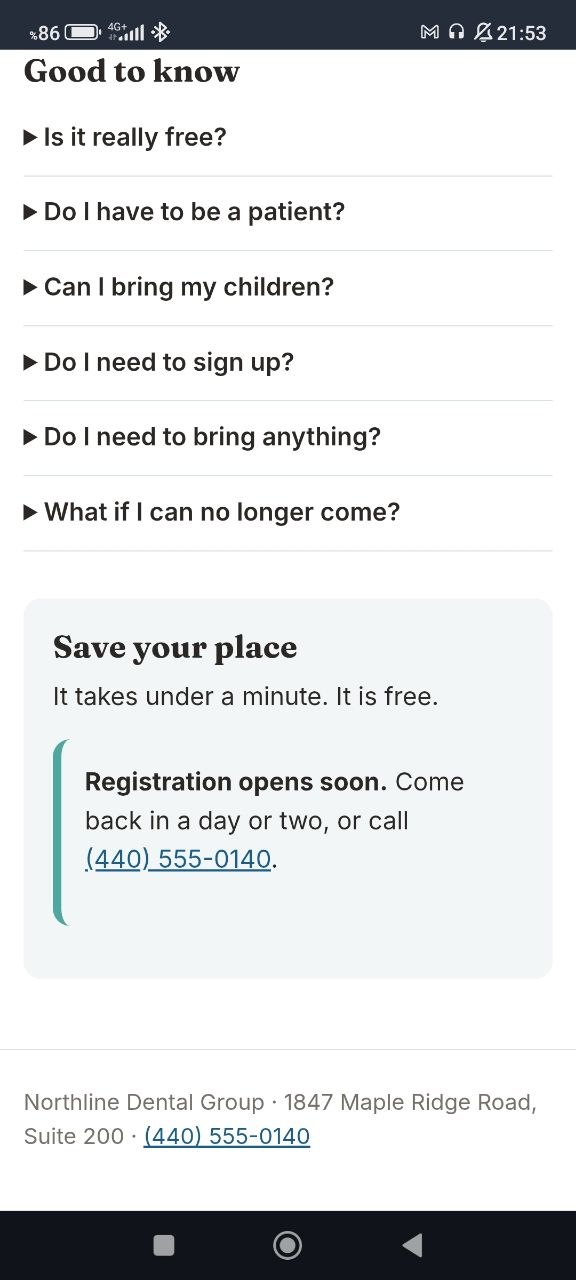 %86 4G+ 21:53
Good to know
Is it really free?
Do I have to be a patient?
Can I bring my children?
Do I need to sign up?
Do I need to bring anything?
What if I can no longer come?
Save your place
It takes under a minute. It is free.
Registration opens soon. Come
back in a day or two, or call
(440) 555-0140.
Northline Dental Group · 1847 Maple Ridge Road,
Suite 200 · (440) 555-0140